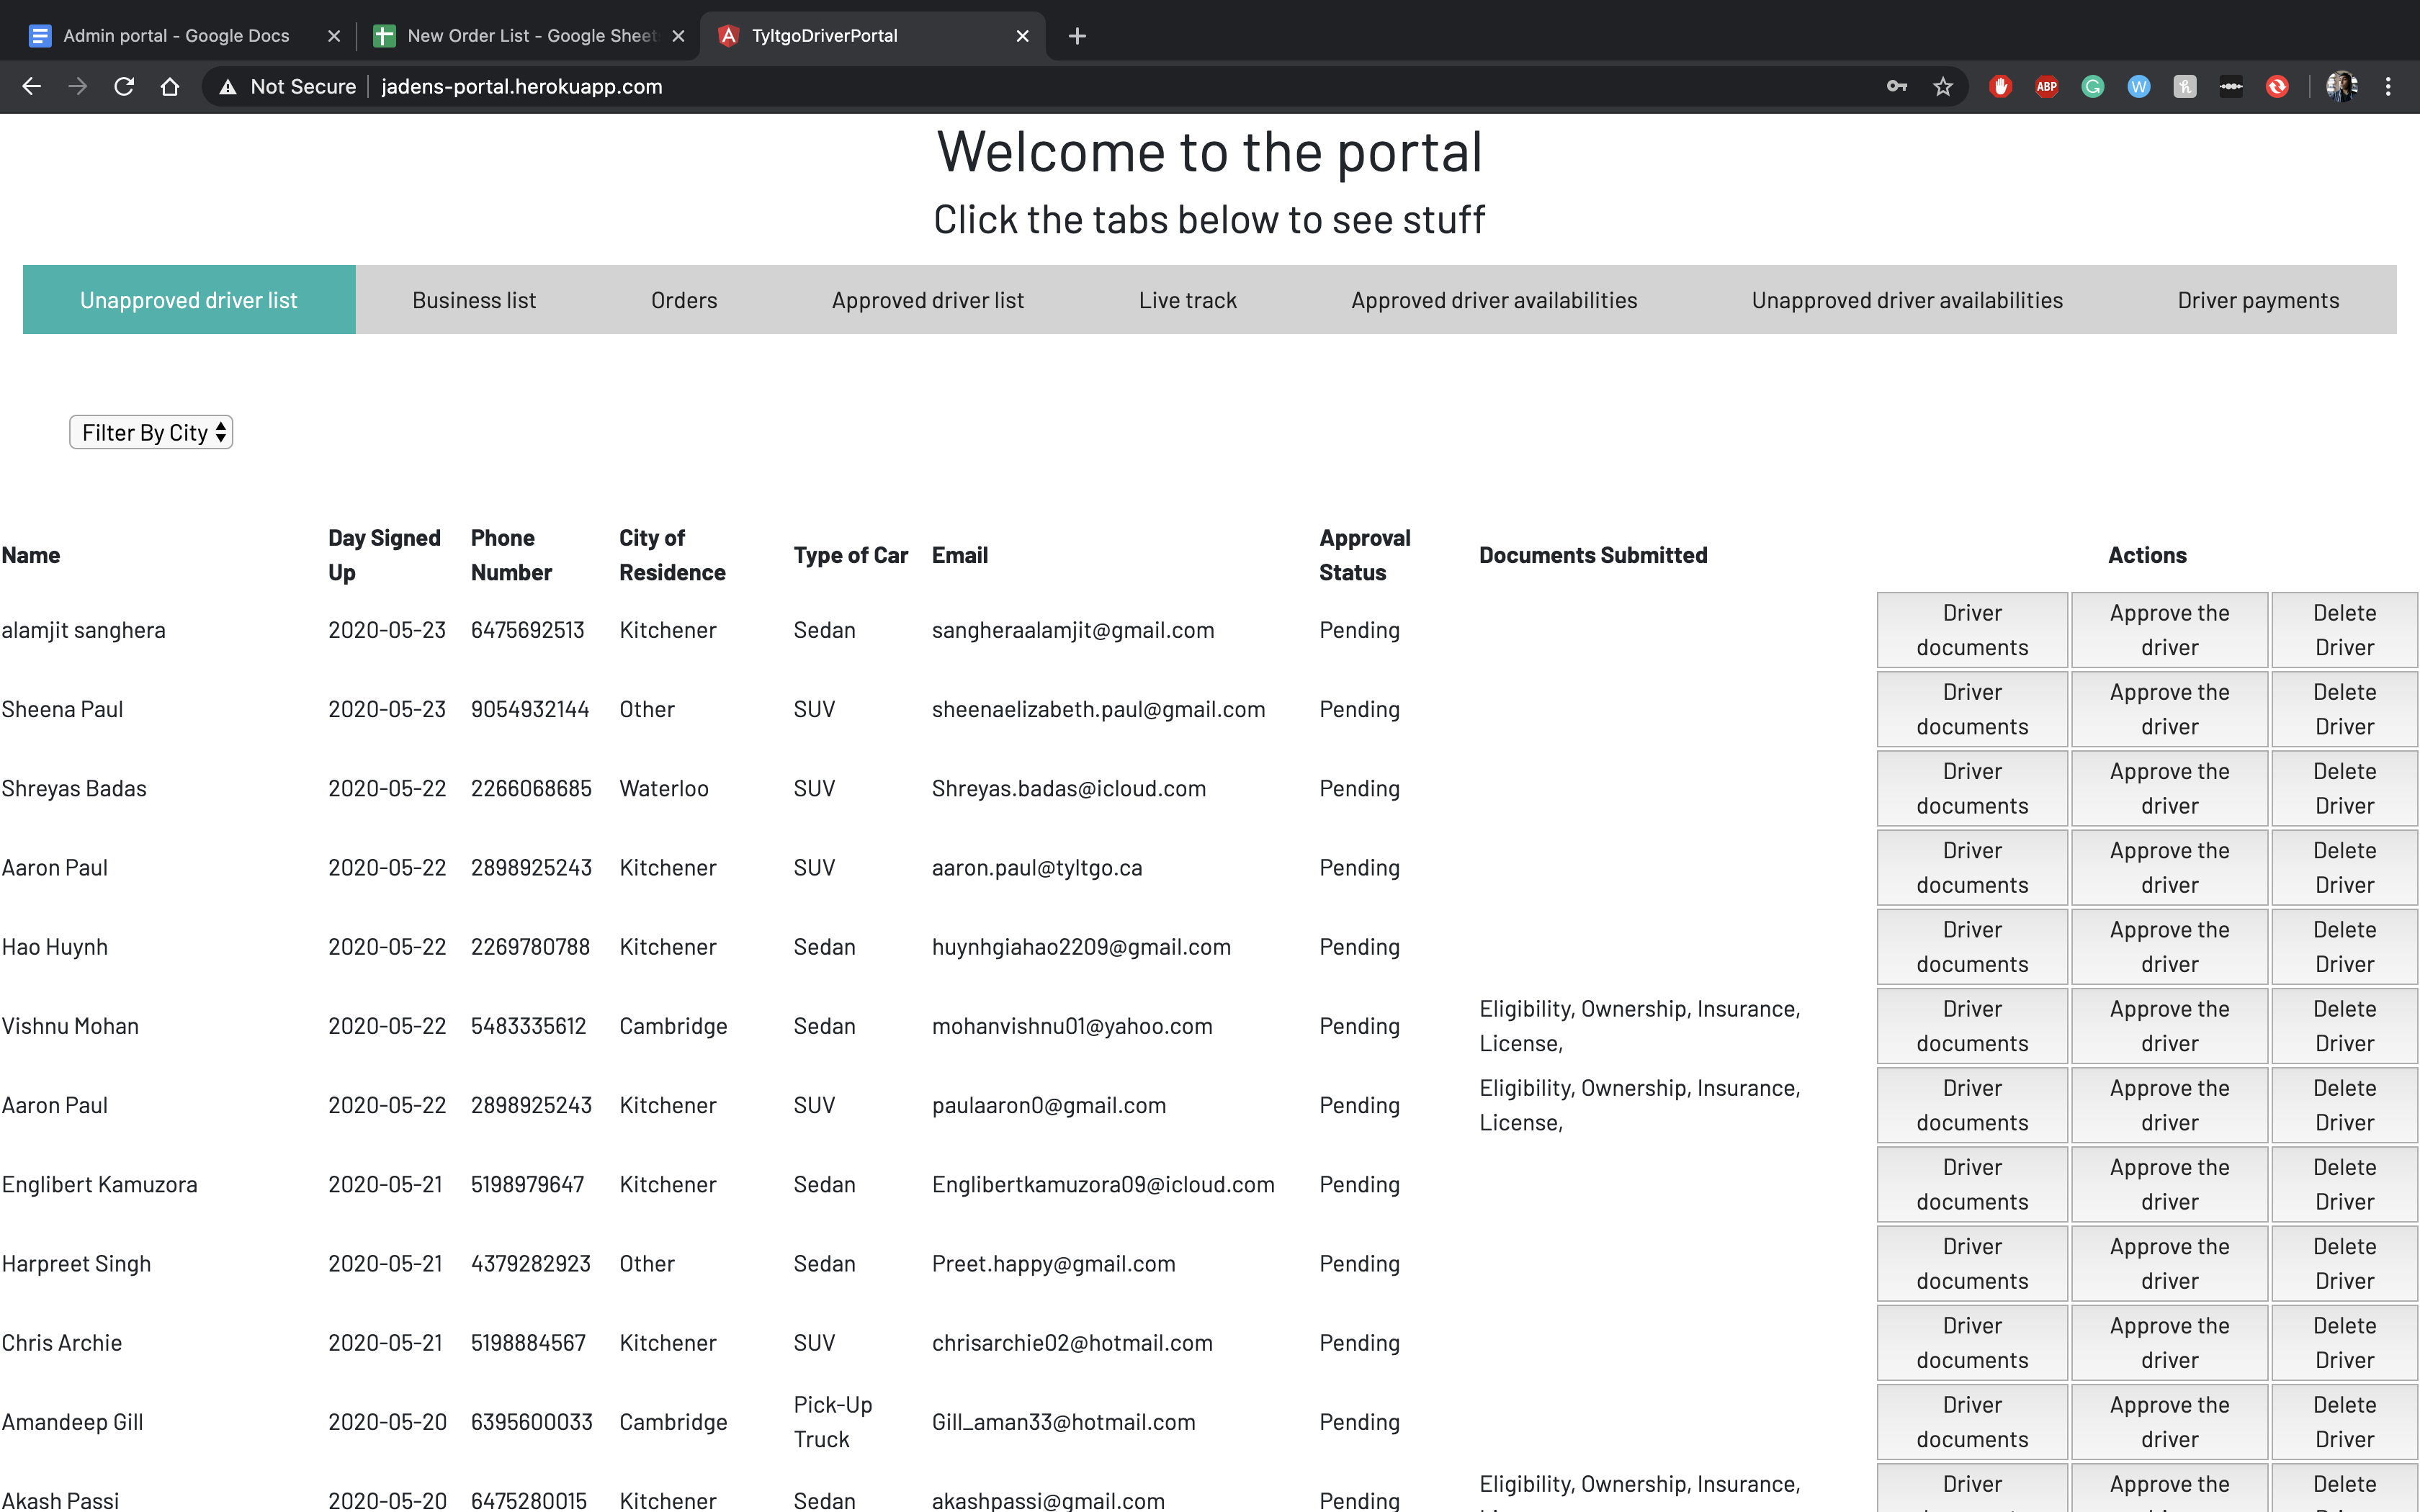 Admin portal - Google Docs
New Order List - Google Sheet
TyltgoDriverPortal
Not Secure
jadens-portal.herokuapp.com
ABP
Welcome to the portal
Click the tabs below to see stuff
Unapproved driver list Business list Orders Approved driver list Live track Approved driver availabilities Unapproved driver availabilities Driver payments
Filter By City
Name Day Signed Up Phone Number City of Residence Type of Car Email Approval Status Documents Submitted Actions
alamjit sanghera 2020-05-23 6475692513 Kitchener Sedan sangheraalamjit@gmail.com Pending Driver documents Approve the driver Delete Driver
Sheena Paul 2020-05-23 9054932144 Other SUV sheenaelizabeth.paul@gmail.com Pending Driver documents Approve the driver Delete Driver
Shreyas Badas 2020-05-22 2266068685 Waterloo SUV Shreyas.badas@icloud.com Pending Driver documents Approve the driver Delete Driver
Aaron Paul 2020-05-22 2898925243 Kitchener SUV aaron.paul@tyltgo.ca Pending Driver documents Approve the driver Delete Driver
Hao Huynh 2020-05-22 2269780788 Kitchener Sedan huynhgiahao2209@gmail.com Pending Driver documents Approve the driver Delete Driver
Vishnu Mohan 2020-05-22 5483335612 Cambridge Sedan mohanvishnu01@yahoo.com Pending Eligibility, Ownership, Insurance, License, Driver documents Approve the driver Delete Driver
Aaron Paul 2020-05-22 2898925243 Kitchener SUV paulaaron0@gmail.com Pending Eligibility, Ownership, Insurance, License, Driver documents Approve the driver Delete Driver
Englibert Kamuzora 2020-05-21 5198979647 Kitchener Sedan Englibertkamuzora09@icloud.com Pending Driver documents Approve the driver Delete Driver
Harpreet Singh 2020-05-21 4379282923 Other Sedan Preet.happy@gmail.com Pending Driver documents Approve the driver Delete Driver
Chris Archie 2020-05-21 5198884567 Kitchener SUV chrisarchie02@hotmail.com Pending Driver documents Approve the driver Delete Driver
Amandeep Gill 2020-05-20 6395600033 Cambridge Pick-Up Truck Gill_aman33@hotmail.com Pending Driver documents Approve the driver Delete Driver
Akash Passi 2020-05-20 6475280015 Kitchener Sedan akashpassi@gmail.com Pending Eligibility, Ownership, Insurance, Driver Approve the Delete